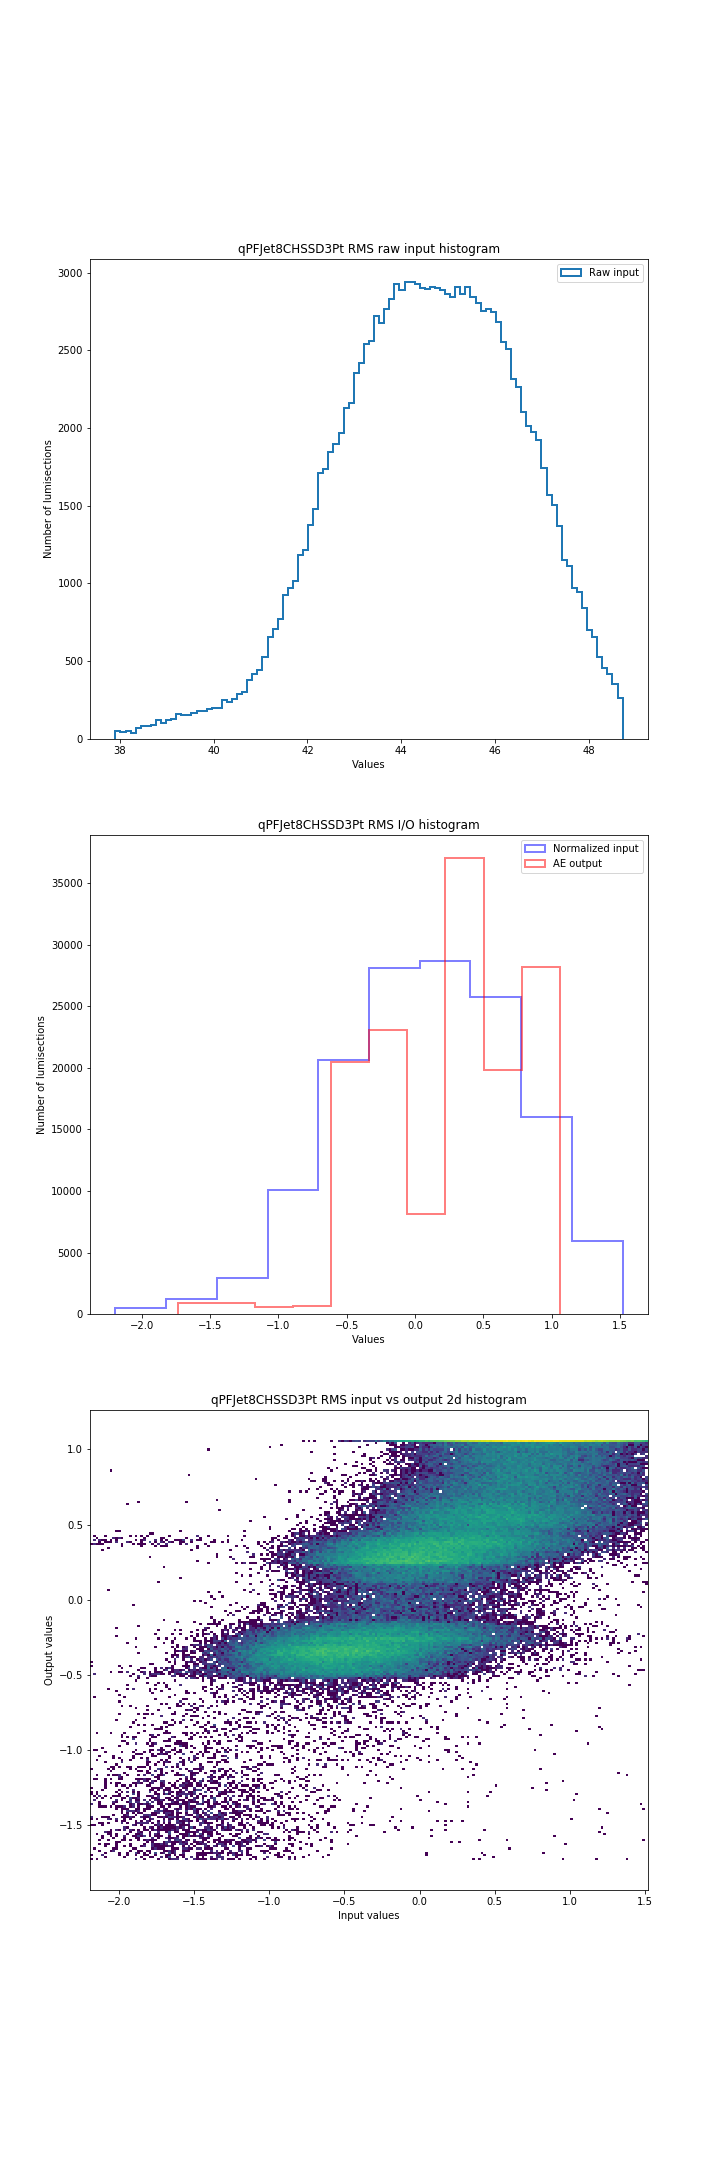 qPFJet8CHSSD3Pt RMS raw input histogram
Raw input
3000
2500
2000
1500
1000
500
0
Number of lumisections
38 40 42 44 46 48
Values
qPFJet8CHSSD3Pt RMS I/O histogram
Normalized input
AE output
35000
30000
25000
20000
15000
10000
5000
0
Number of lumisections
−2.0 −1.5 −1.0 −0.5 0.0 0.5 1.0 1.5
Values
qPFJet8CHSSD3Pt RMS input vs output 2d histogram
1.0
0.5
0.0
−0.5
−1.0
−1.5
Output values
−2.0 −1.5 −1.0 −0.5 0.0 0.5 1.0 1.5
Input values